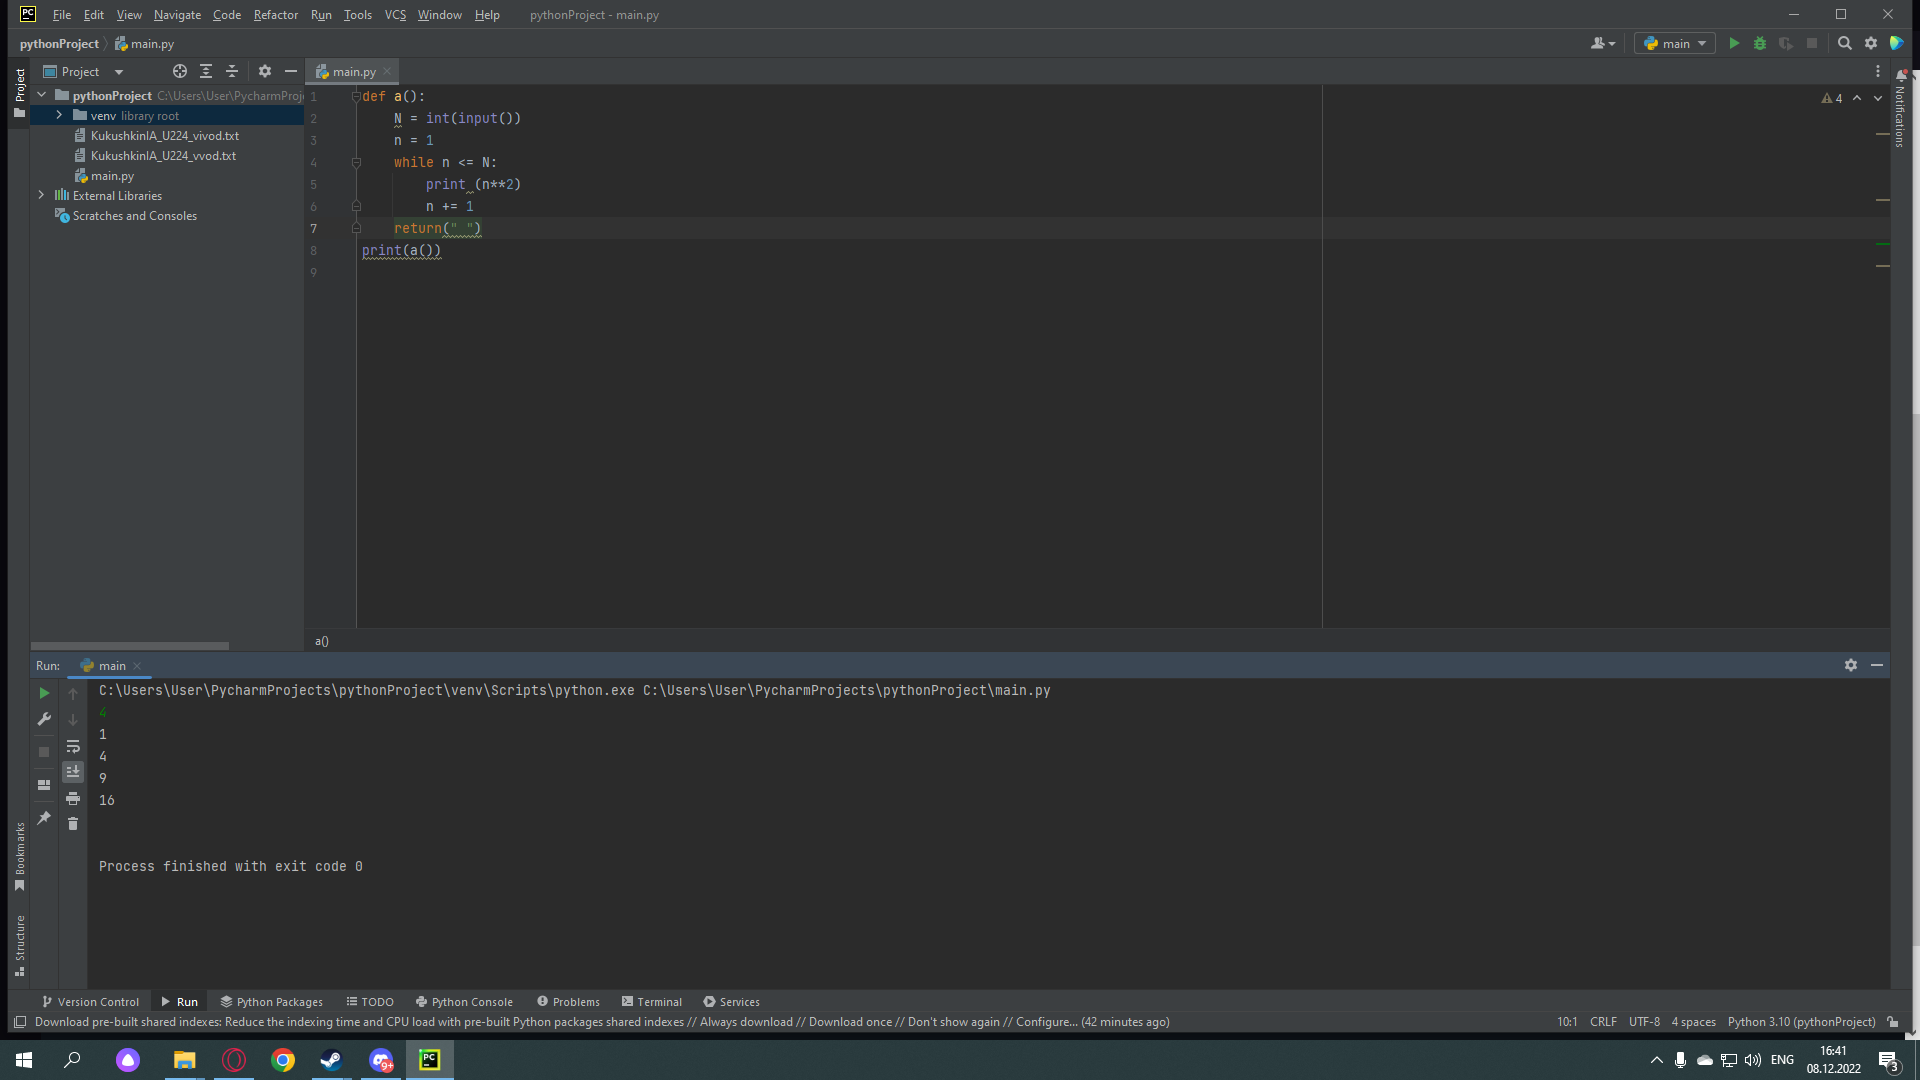 PC File Edit View Navigate Code Refactor Run Tools VCS Window Help pythonProject - main.py
pythonProject main.py main
Project Project main.py Notifications
pythonProject C:\Users\User\PycharmProj
venv library root
KukushkinIA_U224_vivod.txt
KukushkinIA_U224_vvod.txt
main.py
External Libraries
Scratches and Consoles
4
1 def a():
2 N = int(input())
3 n = 1
4 while n <= N:
5 print (n**2)
6 n += 1
7 return(" ")
8 print(a())
9
a()
Run: main
C:\Users\User\PycharmProjects\pythonProject\venv\Scripts\python.exe C:\Users\User\PycharmProjects\pythonProject\main.py
4
1
4
9
16
Process finished with exit code 0
Bookmarks
Structure
Version Control Run Python Packages TODO Python Console Problems Terminal Services
Download pre-built shared indexes: Reduce the indexing time and CPU load with pre-built Python packages shared indexes // Always download // Download once // Don't show again // Configure... (42 minutes ago) 10:1 CRLF UTF-8 4 spaces Python 3.10 (pythonProject)
9+ PC ENG 16:41
08.12.2022 3